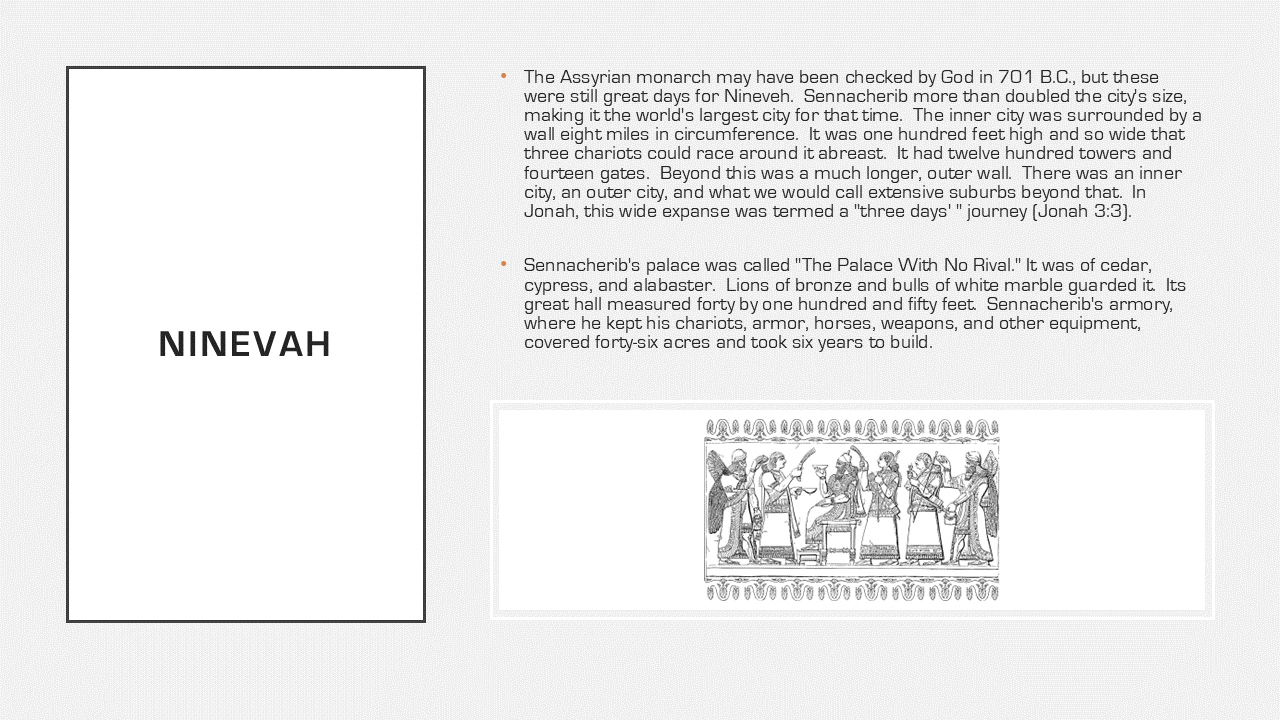 NINEVAH
• The Assyrian monarch may have been checked by God in 701 B.C., but these
were still great days for Nineveh.  Sennacherib more than doubled the city's size,
making it the world's largest city for that time.  The inner city was surrounded by a
wall eight miles in circumference.  It was one hundred feet high and so wide that
three chariots could race around it abreast.  It had twelve hundred towers and
fourteen gates.  Beyond this was a much longer, outer wall.  There was an inner
city, an outer city, and what we would call extensive suburbs beyond that.  In
Jonah, this wide expanse was termed a "three days' " journey (Jonah 3:3).
• Sennacherib's palace was called "The Palace With No Rival." It was of cedar,
cypress, and alabaster.  Lions of bronze and bulls of white marble guarded it.  Its
great hall measured forty by one hundred and fifty feet.  Sennacherib's armory,
where he kept his chariots, armor, horses, weapons, and other equipment,
covered forty-six acres and took six years to build.